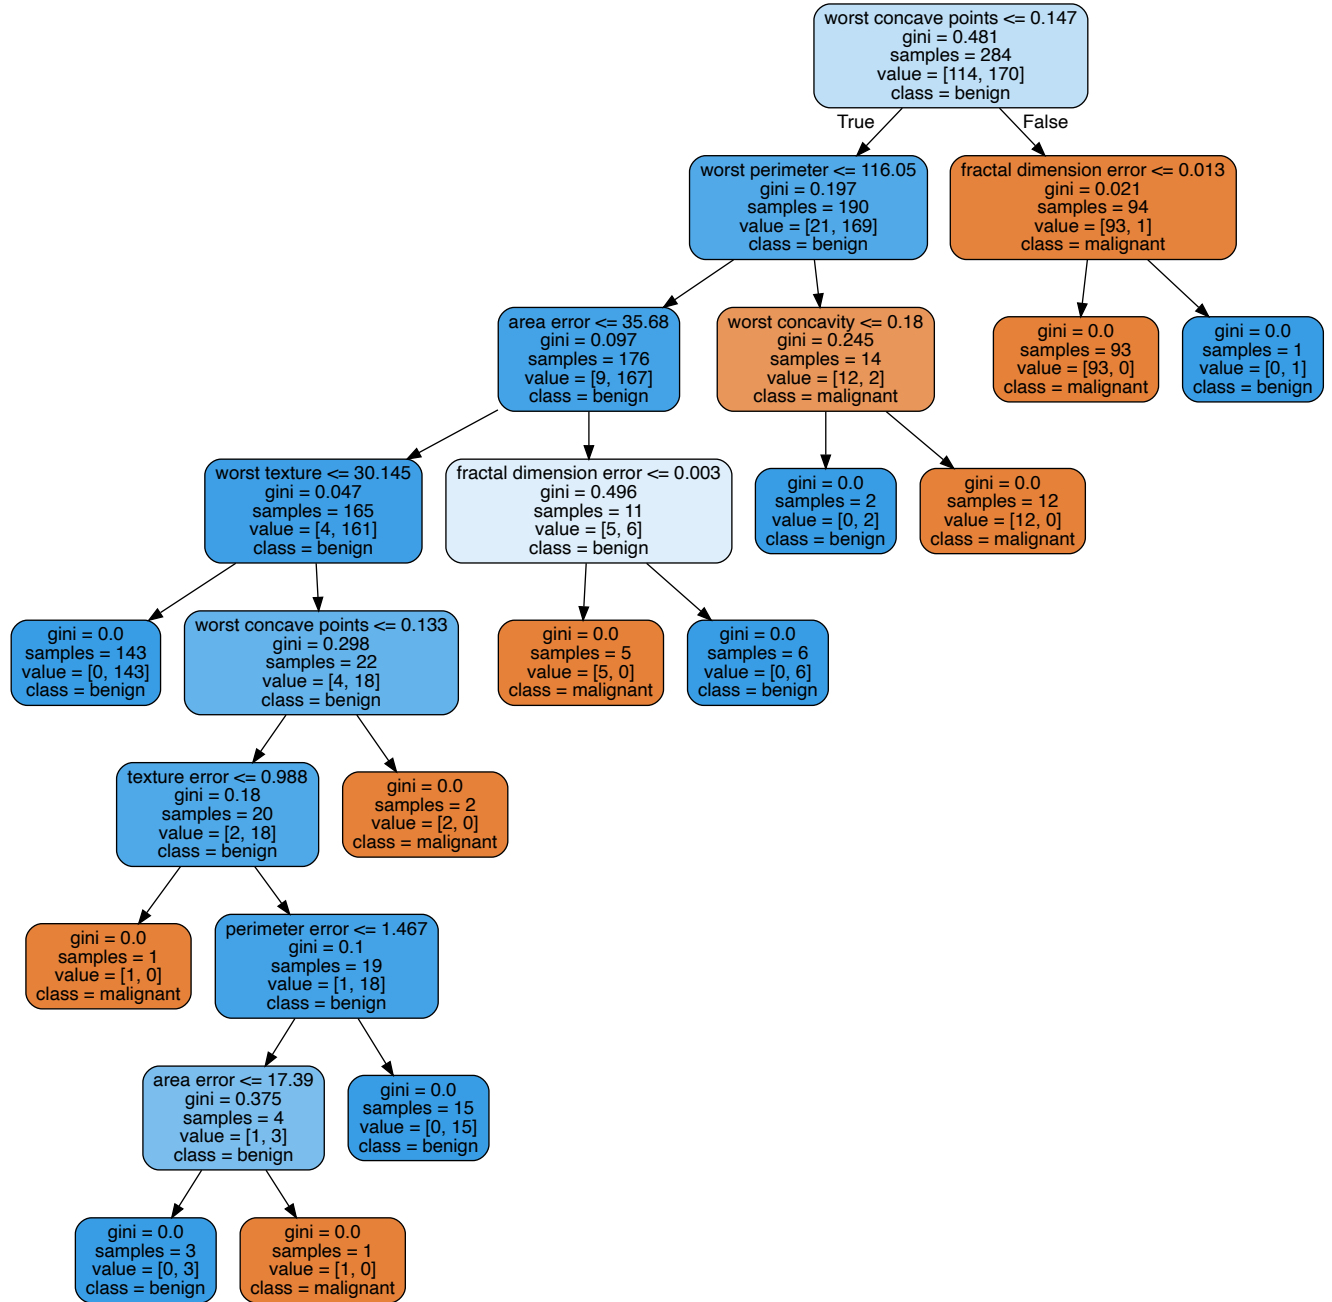 worst concave points <= 0.147
gini = 0.481
samples = 284
value = [114, 170]
class = benign
True
False
worst perimeter <= 116.05
gini = 0.197
samples = 190
value = [21, 169]
class = benign
fractal dimension error <= 0.013
gini = 0.021
samples = 94
value = [93, 1]
class = malignant
area error <= 35.68
gini = 0.097
samples = 176
value = [9, 167]
class = benign
worst concavity <= 0.18
gini = 0.245
samples = 14
value = [12, 2]
class = malignant
gini = 0.0
samples = 93
value = [93, 0]
class = malignant
gini = 0.0
samples = 1
value = [0, 1]
class = benign
worst texture <= 30.145
gini = 0.047
samples = 165
value = [4, 161]
class = benign
fractal dimension error <= 0.003
gini = 0.496
samples = 11
value = [5, 6]
class = benign
gini = 0.0
samples = 2
value = [0, 2]
class = benign
gini = 0.0
samples = 12
value = [12, 0]
class = malignant
gini = 0.0
samples = 143
value = [0, 143]
class = benign
worst concave points <= 0.133
gini = 0.298
samples = 22
value = [4, 18]
class = benign
gini = 0.0
samples = 5
value = [5, 0]
class = malignant
gini = 0.0
samples = 6
value = [0, 6]
class = benign
texture error <= 0.988
gini = 0.18
samples = 20
value = [2, 18]
class = benign
gini = 0.0
samples = 2
value = [2, 0]
class = malignant
gini = 0.0
samples = 1
value = [1, 0]
class = malignant
perimeter error <= 1.467
gini = 0.1
samples = 19
value = [1, 18]
class = benign
area error <= 17.39
gini = 0.375
samples = 4
value = [1, 3]
class = benign
gini = 0.0
samples = 15
value = [0, 15]
class = benign
gini = 0.0
samples = 3
value = [0, 3]
class = benign
gini = 0.0
samples = 1
value = [1, 0]
class = malignant